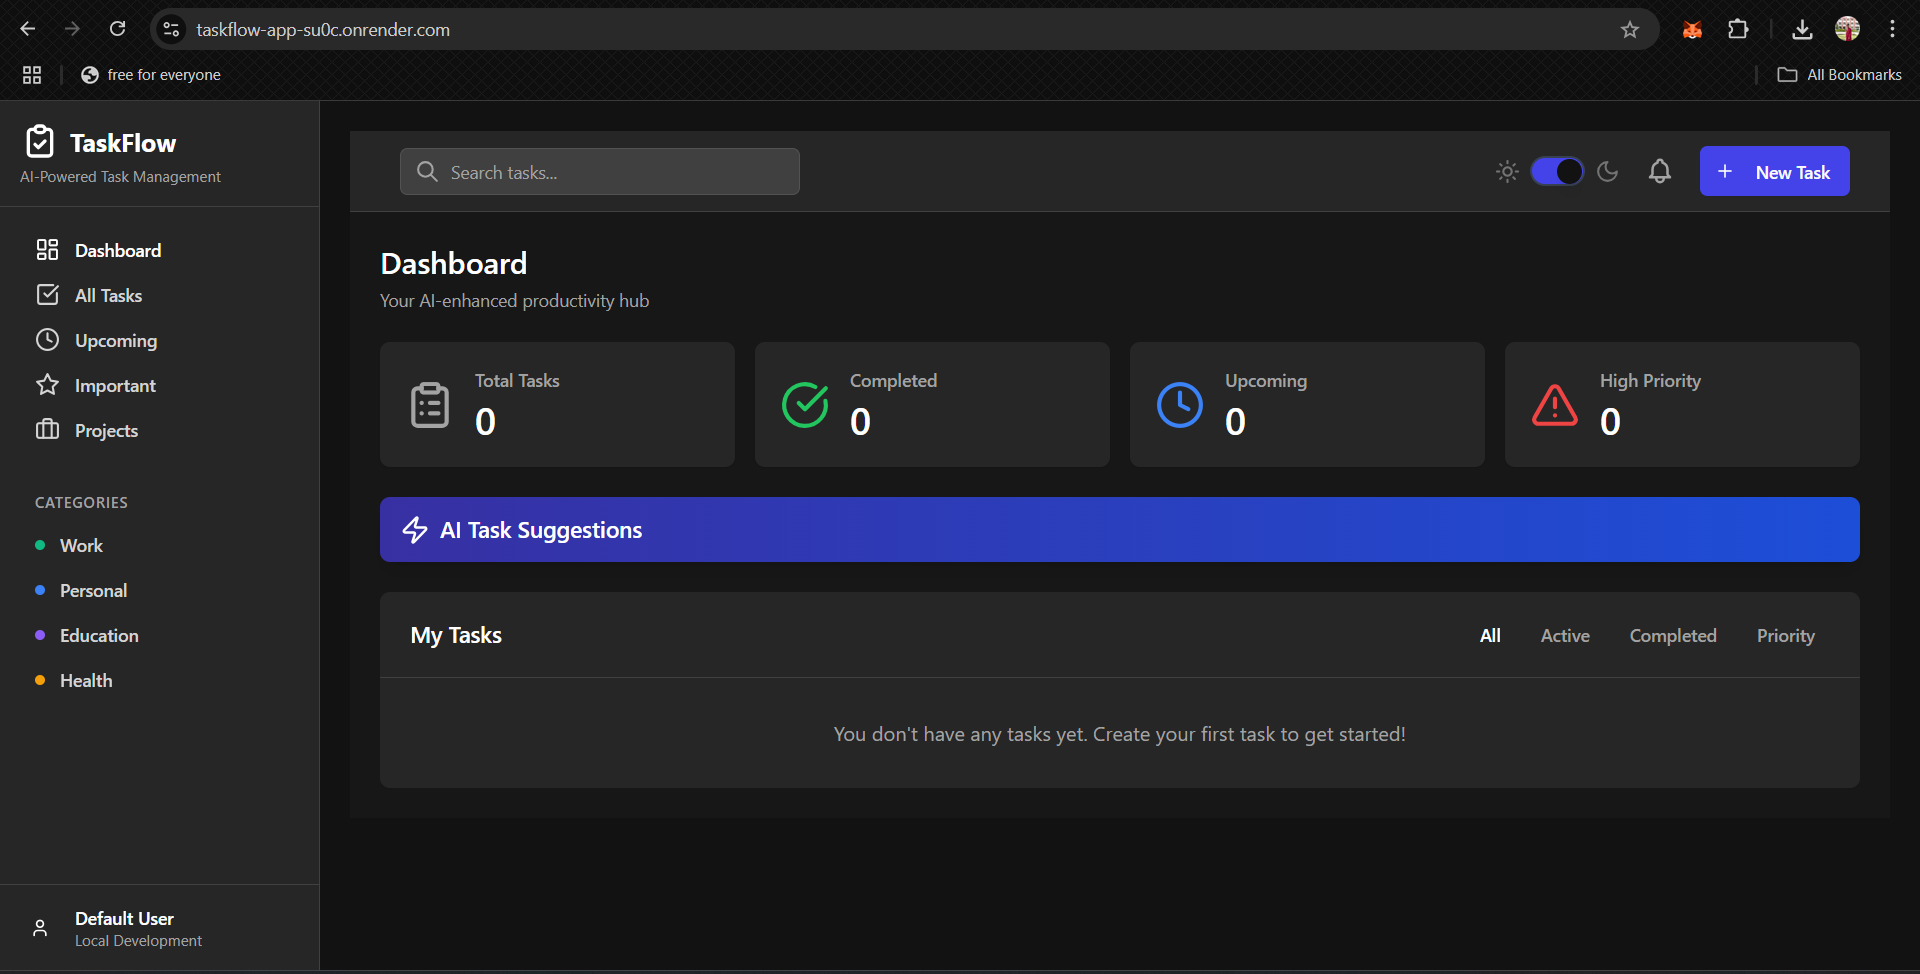 taskflow-app-su0c.onrender.com
free for everyone
All Bookmarks
TaskFlow
AI-Powered Task Management
Dashboard
All Tasks
Upcoming
Important
Projects
CATEGORIES
Work
Personal
Education
Health
Default User
Local Development
Search tasks...
+ New Task
Dashboard
Your AI-enhanced productivity hub
Total Tasks
0
Completed
0
Upcoming
0
High Priority
0
AI Task Suggestions
My Tasks
All Active Completed Priority
You don't have any tasks yet. Create your first task to get started!